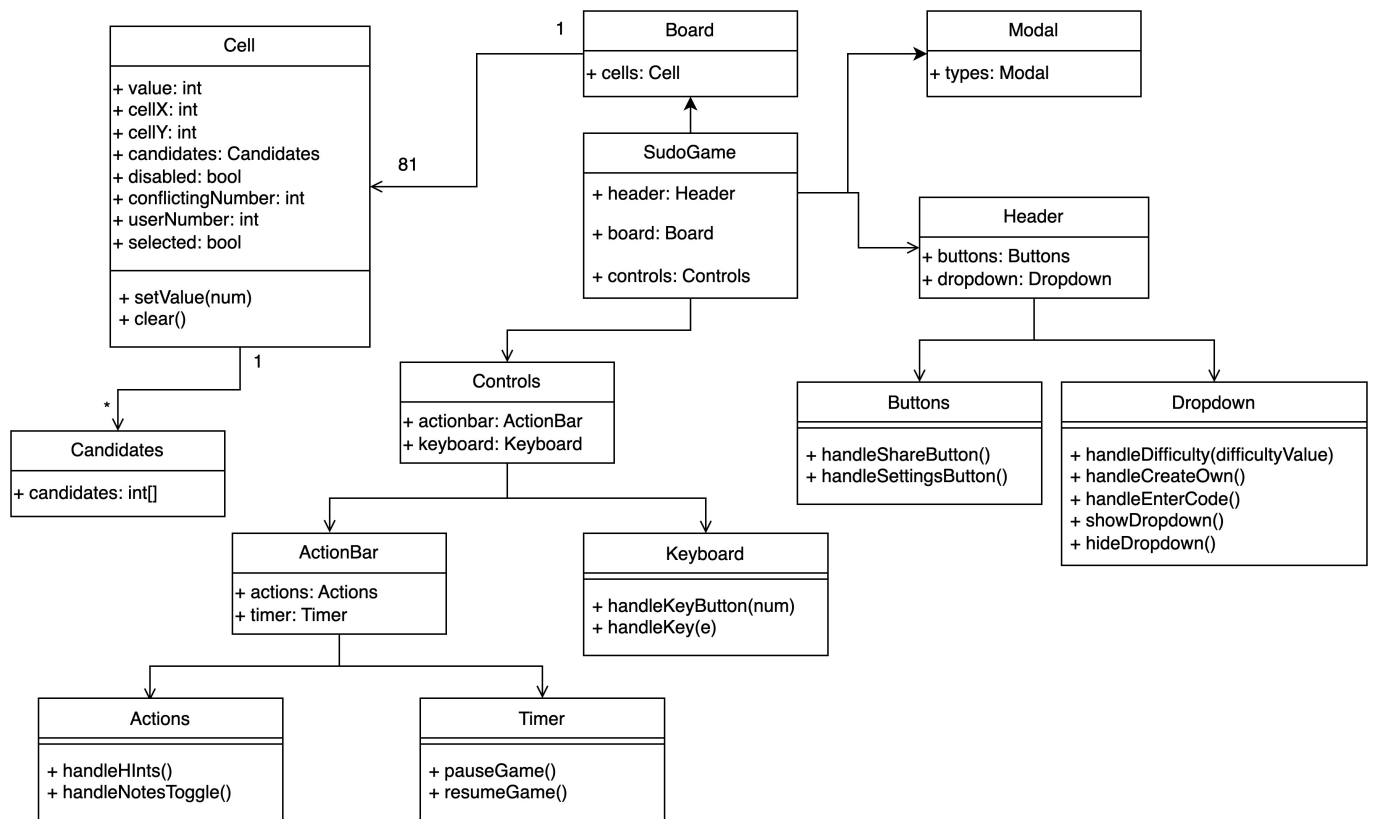 Cell
+ value: int
+ cellX: int
+ cellY: int
+ candidates: Candidates
+ disabled: bool
+ conflictingNumber: int
+ userNumber: int
+ selected: bool
+ setValue(num)
+ clear()
1
81
Board
+ cells: Cell
Modal
+ types: Modal
SudoGame
+ header: Header
+ board: Board
+ controls: Controls
Header
+ buttons: Buttons
+ dropdown: Dropdown
1
*
Candidates
+ candidates: int[]
Controls
+ actionbar: ActionBar
+ keyboard: Keyboard
Buttons
+ handleShareButton()
+ handleSettingsButton()
Dropdown
+ handleDifficulty(difficultyValue)
+ handleCreateOwn()
+ handleEnterCode()
+ showDropdown()
+ hideDropdown()
ActionBar
+ actions: Actions
+ timer: Timer
Keyboard
+ handleKeyButton(num)
+ handleKey(e)
Actions
+ handleHInts()
+ handleNotesToggle()
Timer
+ pauseGame()
+ resumeGame()